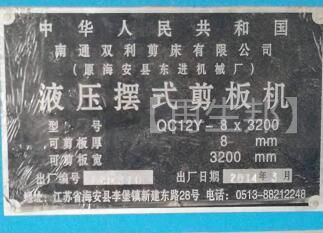 中华人民共和国
南通双利剪床有限公司
(原海安县东进机械厂)
液压摆式剪板机
型号 QC12Y-8x3200
可剪板厚 8 mm
可剪板宽 3200 mm
出厂编号 出厂日期 2014年3月
地址:江苏省海安县李堡镇新建东路28号 电话:0513-88212248